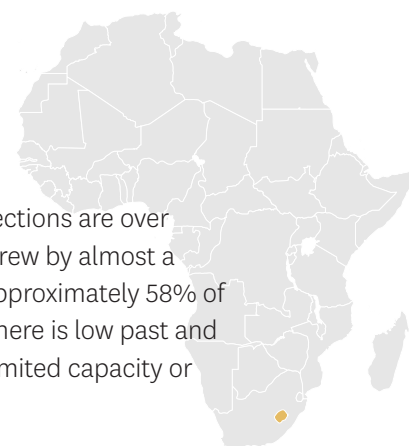 ections are over
rew by almost a
pproximately 58% of
here is low past and
mited capacity or